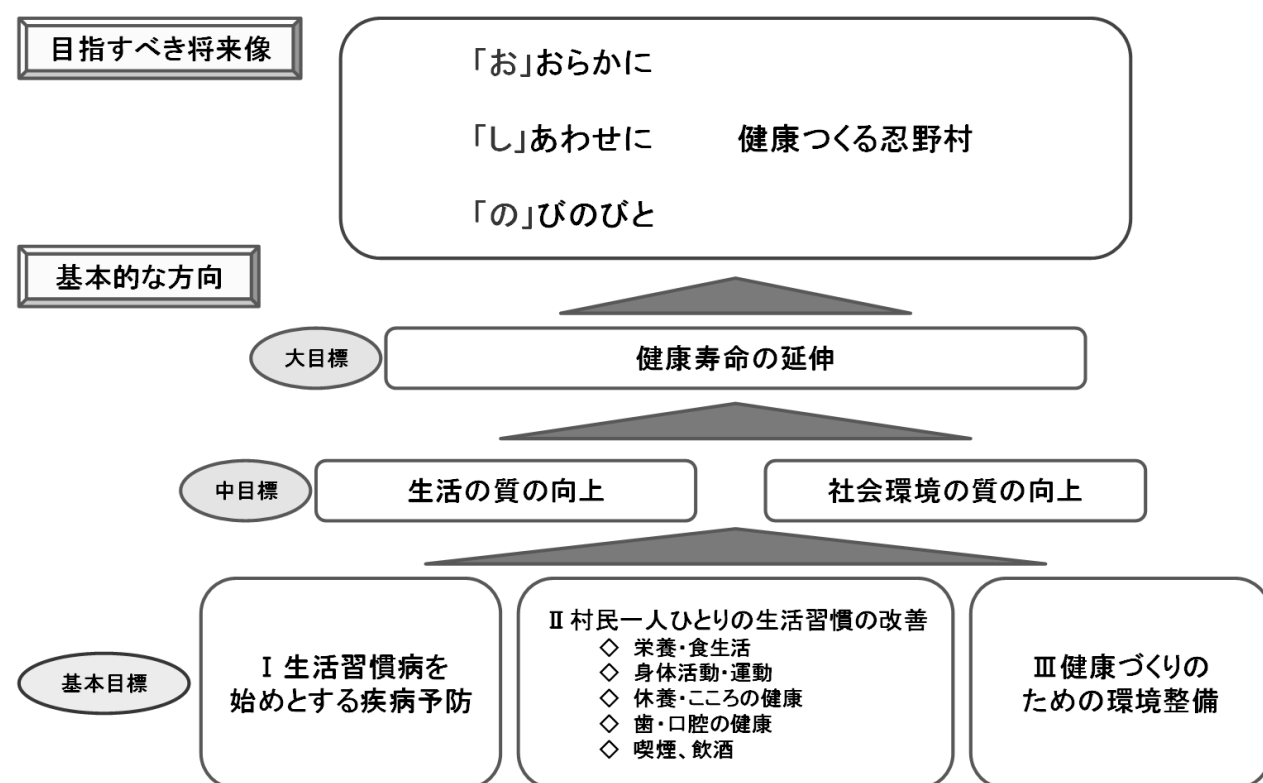 目指すべき将来像
「お」おらかに
「し」あわせに 健康つくる忍野村
「の」びのびと
基本的な方向
大目標
健康寿命の延伸
中目標
生活の質の向上
社会環境の質の向上
基本目標
Ⅰ 生活習慣病を
始めとする疾病予防
Ⅱ 村民一人ひとりの生活習慣の改善
◇ 栄養・食生活
◇ 身体活動・運動
◇ 休養・こころの健康
◇ 歯・口腔の健康
◇ 喫煙、飲酒
Ⅲ健康づくりの
ための環境整備